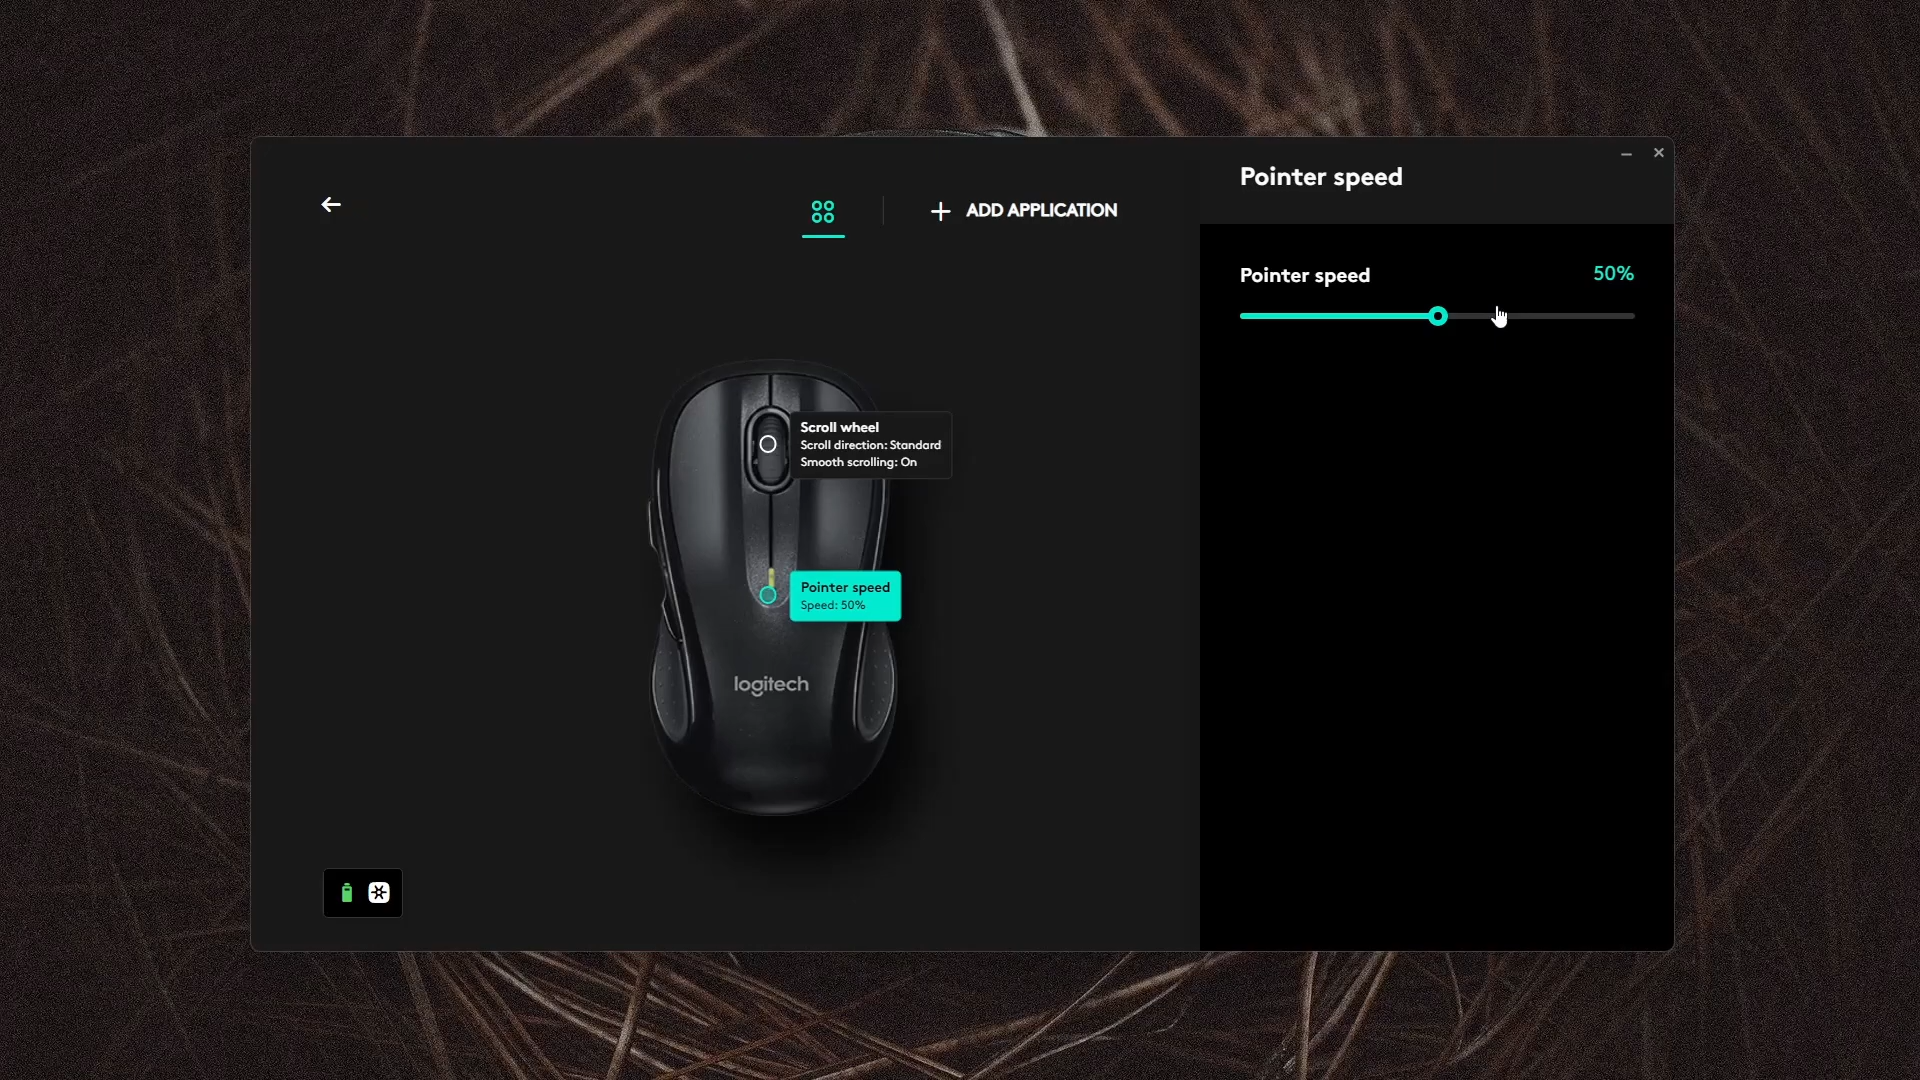 Pointer speed
ADD APPLICATION
Pointer speed
50%
Scroll wheel
Scroll direction: Standard
Smooth scrolling: On
Pointer speed
Speed: 50%
logitech